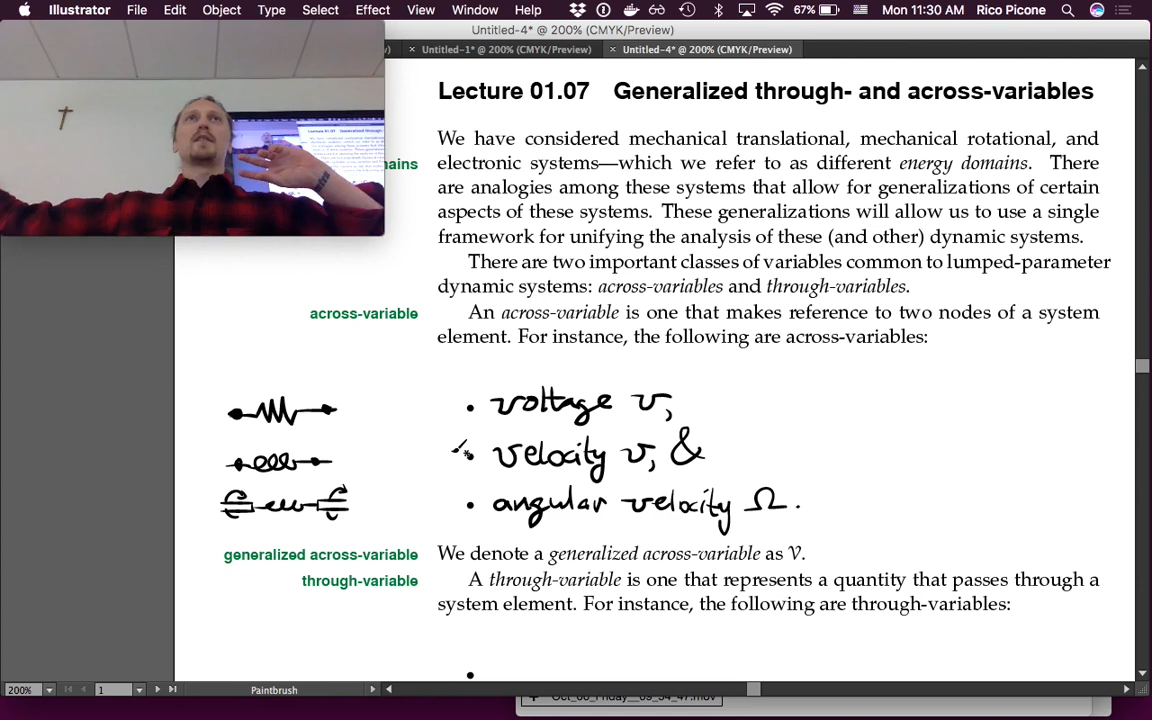 Illustrator File Edit Object Type Select Effect View Window Help 67% Mon 11:30 AM Rico Picone
Untitled-4* @ 200% (CMYK/Preview)
) × Untitled-1* @ 200% (CMYK/Preview) × Untitled-4* @ 200% (CMYK/Preview)
Lecture 01.07 Generalized through- and across-variables
We have considered mechanical translational, mechanical rotational, and
mains electronic systems—which we refer to as different energy domains. There
are analogies among these systems that allow for generalizations of certain
aspects of these systems. These generalizations will allow us to use a single
framework for unifying the analysis of these (and other) dynamic systems.
There are two important classes of variables common to lumped-parameter
dynamic systems: across-variables and through-variables.
across-variable An across-variable is one that makes reference to two nodes of a system
element. For instance, the following are across-variables:
• voltage v,
• velocity v, &
• angular velocity Ω.
generalized across-variable We denote a generalized across-variable as 𝒱.
through-variable A through-variable is one that represents a quantity that passes through a
system element. For instance, the following are through-variables:
•
200% 1 Paintbrush